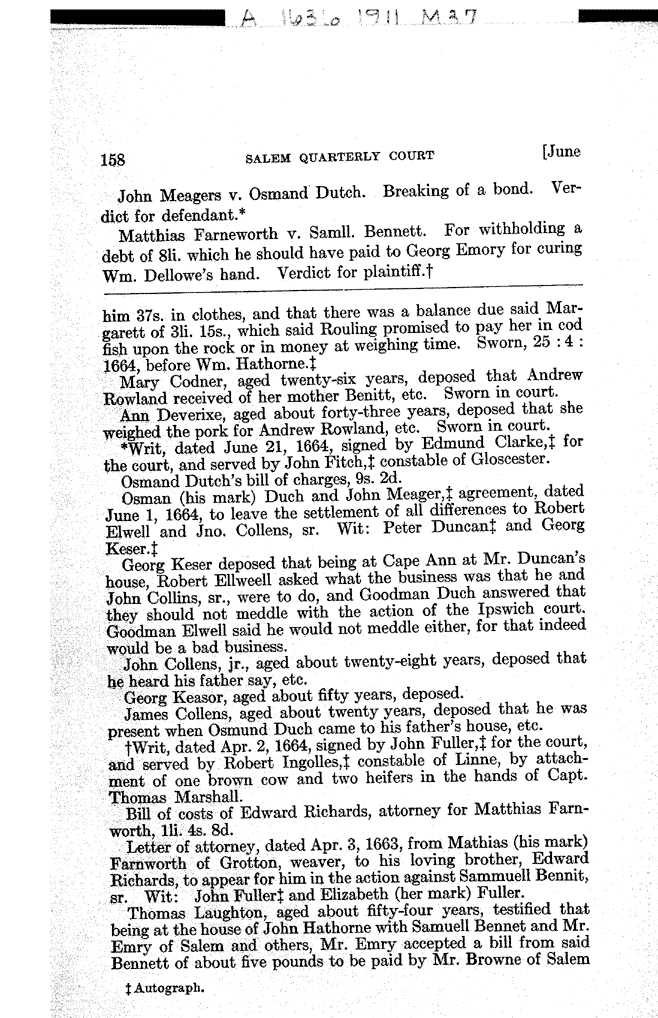 A 1636 1911 M37
158 SALEM QUARTERLY COURT [June
John Meagers v. Osmand Dutch. Breaking of a bond. Ver-
dict for defendant.*
Matthias Farneworth v. Samll. Bennett. For withholding a
debt of 8li. which he should have paid to Georg Emory for curing
Wm. Dellowe's hand. Verdict for plaintiff.†
him 37s. in clothes, and that there was a balance due said Mar-
garett of 3li. 15s., which said Rouling promised to pay her in cod
fish upon the rock or in money at weighing time. Sworn, 25 : 4 :
1664, before Wm. Hathorne.‡
Mary Codner, aged twenty-six years, deposed that Andrew
Rowland received of her mother Benitt, etc. Sworn in court.
Ann Deverixe, aged about forty-three years, deposed that she
weighed the pork for Andrew Rowland, etc. Sworn in court.
*Writ, dated June 21, 1664, signed by Edmund Clarke,‡ for
the court, and served by John Fitch,‡ constable of Gloscester.
Osmand Dutch's bill of charges, 9s. 2d.
Osman (his mark) Duch and John Meager,‡ agreement, dated
June 1, 1664, to leave the settlement of all differences to Robert
Elwell and Jno. Collens, sr. Wit: Peter Duncan‡ and Georg
Keser.‡
Georg Keser deposed that being at Cape Ann at Mr. Duncan's
house, Robert Ellweell asked what the business was that he and
John Collins, sr., were to do, and Goodman Duch answered that
they should not meddle with the action of the Ipswich court.
Goodman Elwell said he would not meddle either, for that indeed
would be a bad business.
John Collens, jr., aged about twenty-eight years, deposed that
he heard his father say, etc.
Georg Keasor, aged about fifty years, deposed.
James Collens, aged about twenty years, deposed that he was
present when Osmund Duch came to his father's house, etc.
†Writ, dated Apr. 2, 1664, signed by John Fuller,‡ for the court,
and served by Robert Ingolles,‡ constable of Linne, by attach-
ment of one brown cow and two heifers in the hands of Capt.
Thomas Marshall.
Bill of costs of Edward Richards, attorney for Matthias Farn-
worth, 1li. 4s. 8d.
Letter of attorney, dated Apr. 3, 1663, from Mathias (his mark)
Farnworth of Grotton, weaver, to his loving brother, Edward
Richards, to appear for him in the action against Sammuell Bennit,
sr. Wit: John Fuller‡ and Elizabeth (her mark) Fuller.
Thomas Laughton, aged about fifty-four years, testified that
being at the house of John Hathorne with Samuell Bennet and Mr.
Emry of Salem and others, Mr. Emry accepted a bill from said
Bennett of about five pounds to be paid by Mr. Browne of Salem
‡ Autograph.